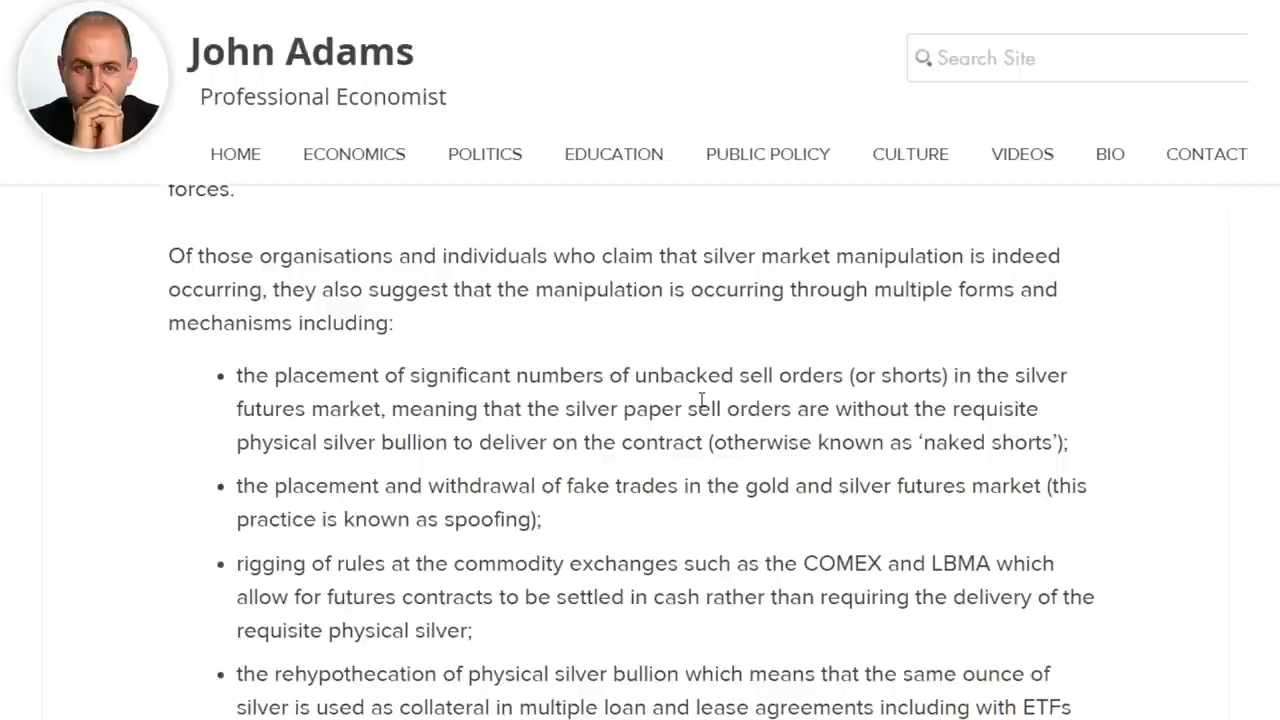 John Adams
Professional Economist
Search Site
HOME ECONOMICS POLITICS EDUCATION PUBLIC POLICY CULTURE VIDEOS BIO CONTACT
forces.
Of those organisations and individuals who claim that silver market manipulation is indeed
occurring, they also suggest that the manipulation is occurring through multiple forms and
mechanisms including:
• the placement of significant numbers of unbacked sell orders (or shorts) in the silver
futures market, meaning that the silver paper sell orders are without the requisite
physical silver bullion to deliver on the contract (otherwise known as ‘naked shorts’);
• the placement and withdrawal of fake trades in the gold and silver futures market (this
practice is known as spoofing);
• rigging of rules at the commodity exchanges such as the COMEX and LBMA which
allow for futures contracts to be settled in cash rather than requiring the delivery of the
requisite physical silver;
• the rehypothecation of physical silver bullion which means that the same ounce of
silver is used as collateral in multiple loan and lease agreements including with ETFs